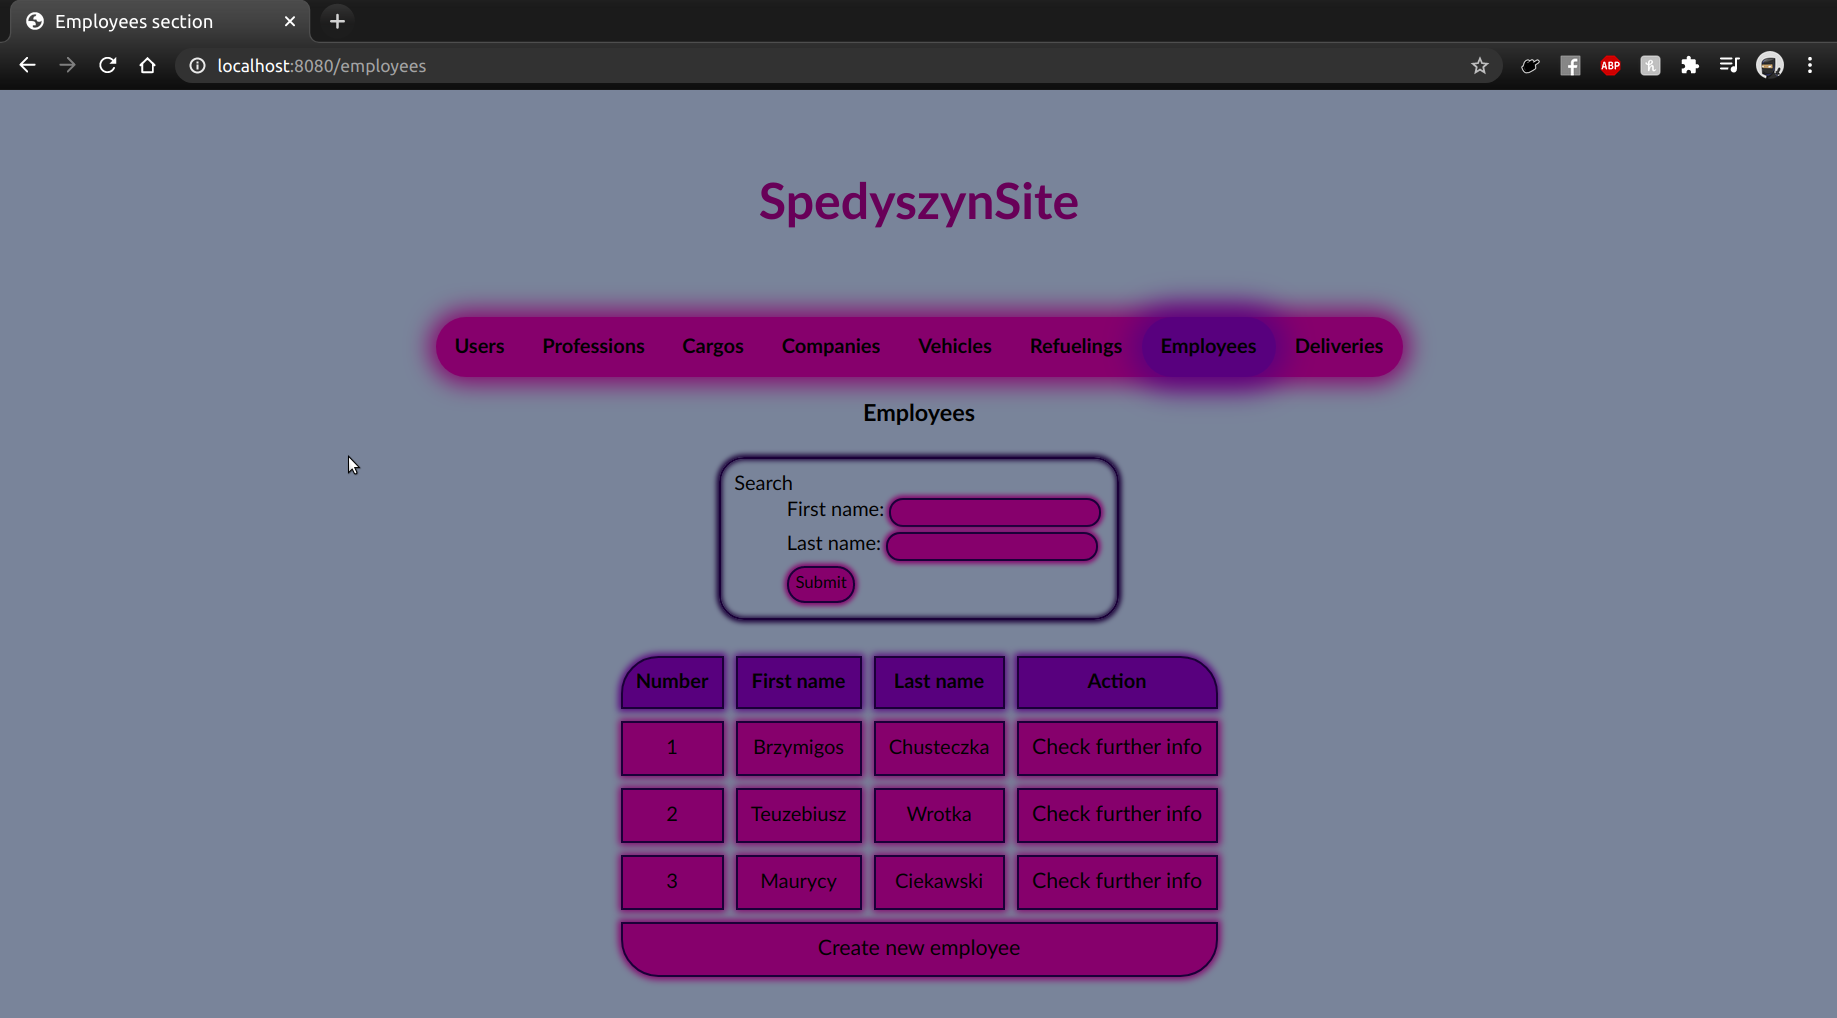 Employees section
localhost:8080/employees
ABP
SpedyszynSite
Users Professions Cargos Companies Vehicles Refuelings Employees Deliveries
Employees
Search
First name:
Last name:
Submit
Number First name Last name Action
1 Brzymigos Chusteczka Check further info
2 Teuzebiusz Wrotka Check further info
3 Maurycy Ciekawski Check further info
Create new employee